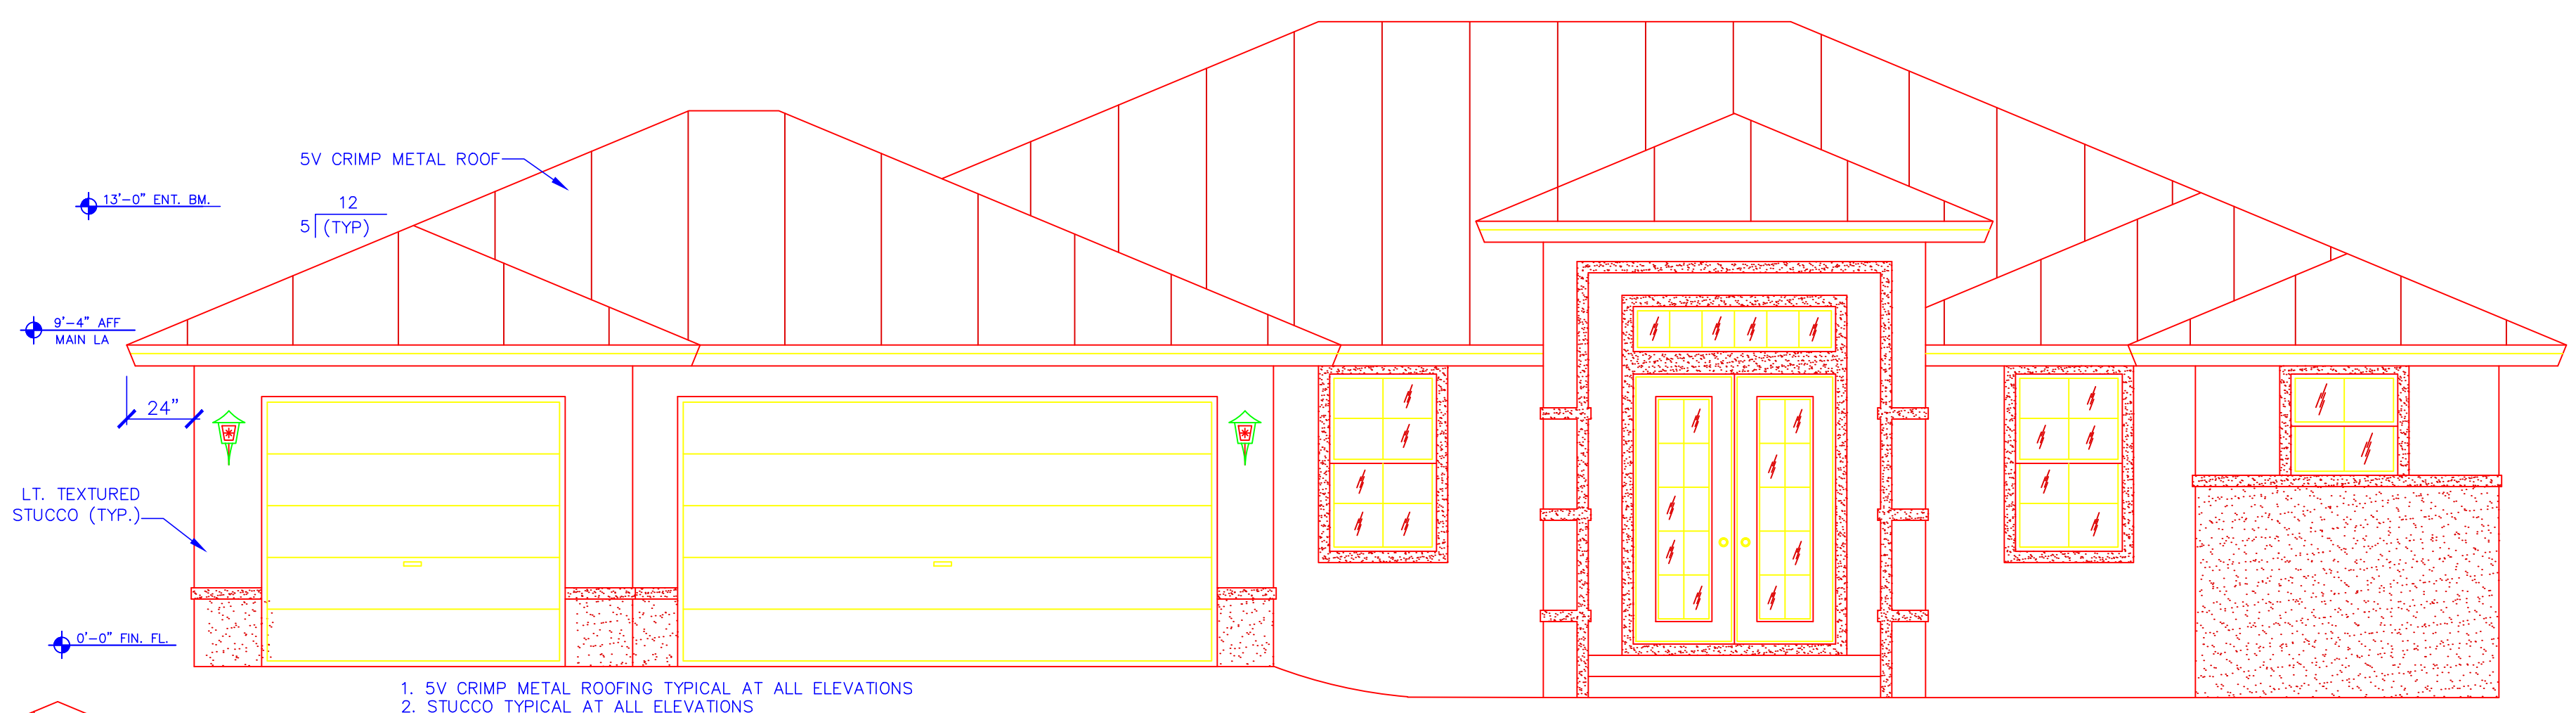 5V CRIMP METAL ROOF
13'-0" ENT. BM.
12
5 (TYP)
9'-4" AFF
MAIN LA
24"
LT. TEXTURED
STUCCO (TYP.)
0'-0" FIN. FL.
1. 5V CRIMP METAL ROOFING TYPICAL AT ALL ELEVATIONS
2. STUCCO TYPICAL AT ALL ELEVATIONS